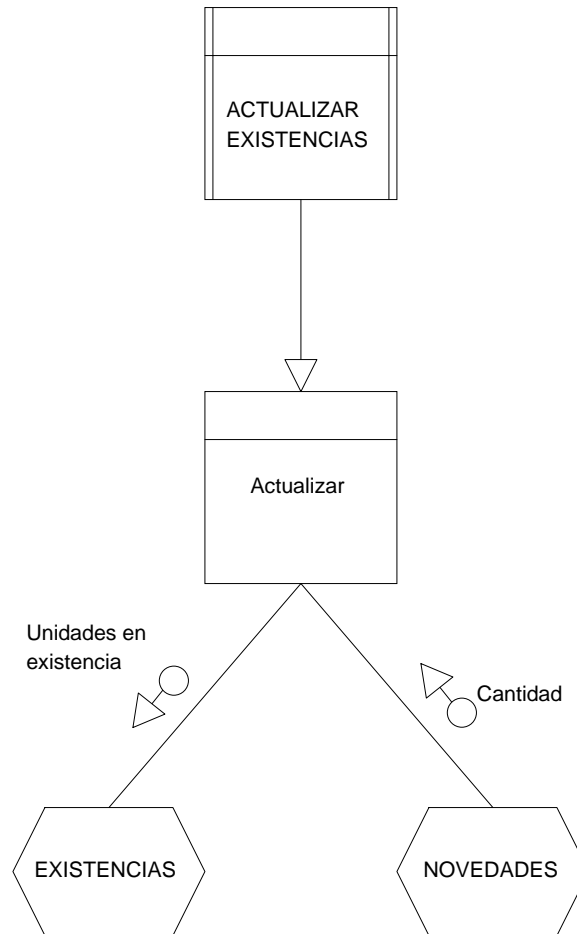 ACTUALIZAR
EXISTENCIAS
Actualizar
Unidades en
existencia
Cantidad
EXISTENCIAS
NOVEDADES